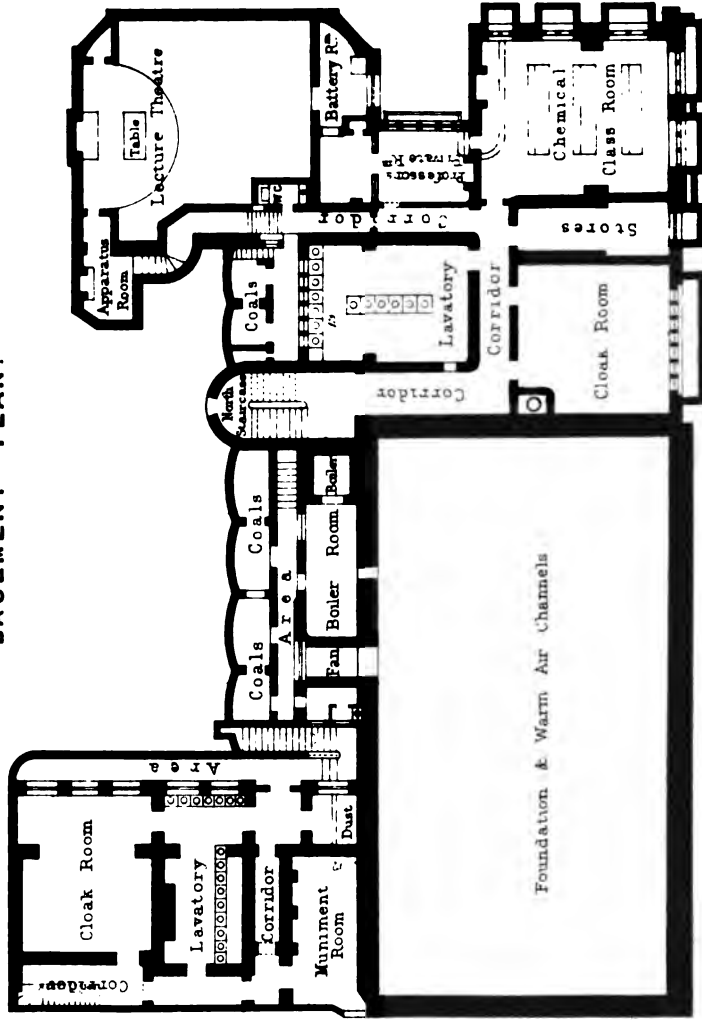 BASEMENT PLAN.
Battery Rm
Lecture Theatre
Table
Apparatus
Room
W.C.
Corridor
Professors
Private Rm
Chemical
Class Room
Stores
Coals
Lavatory
Corridor
Cloak Room
North
Staircase
Corridor
Coals
Coals
Area
Boiler
Boiler Room
Fan
Foundation & Warm Air Channels
Area
Cloak Room
Lavatory
Corridor
Dust
Muniment
Room
Corridor